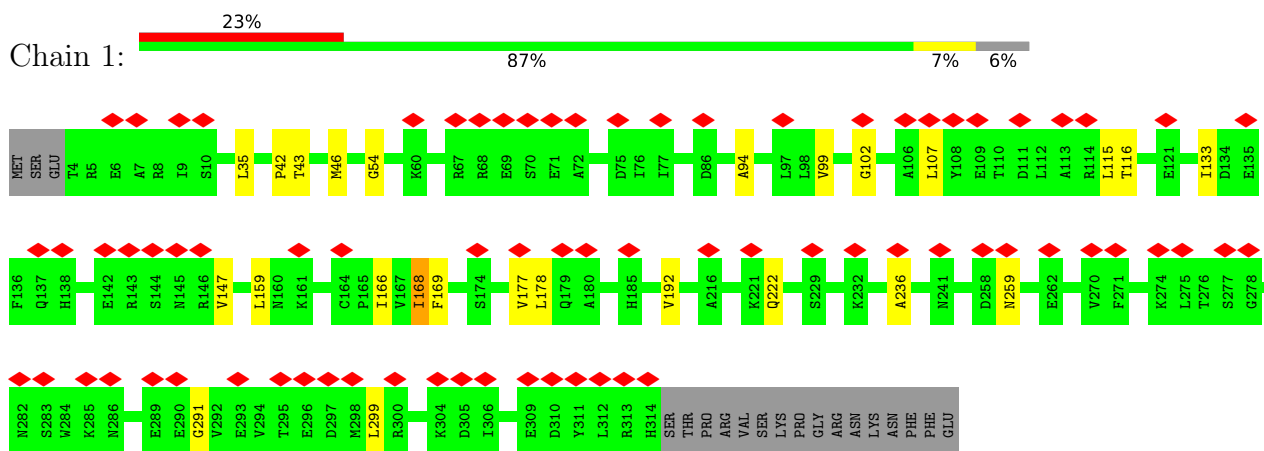 23%
Chain 1:
87% 7% 6%
MET SER GLU T4 R5 E6 A7 R8 I9 S10 L35 P42 T43 M46 G54 K60 R67 R68 E69 S70 E71 A72 D75 I76 I77 D86 A94 L97 L98 V99 G102 A106 L107 Y108 E109 T110 D111 L112 A113 R114 L115 T116 E121 I133 D134 E135
F136 Q137 H138 E142 R143 S144 N145 R146 V147 L159 N160 K161 C164 P165 I166 V167 I168 F169 S174 V177 L178 Q179 A180 H185 V192 A216 K221 Q222 S229 K232 A236 N241 D258 N259 E262 V270 F271 K274 L275 T276 S277 G278
N282 S283 W284 K285 N286 E289 E290 G291 V292 E293 V294 T295 E296 D297 M298 L299 R300 K304 D305 I306 E309 D310 Y311 L312 R313 H314 SER THR PRO ARG VAL SER LYS PRO GLY ARG ASN LYS ASN PHE PHE GLU